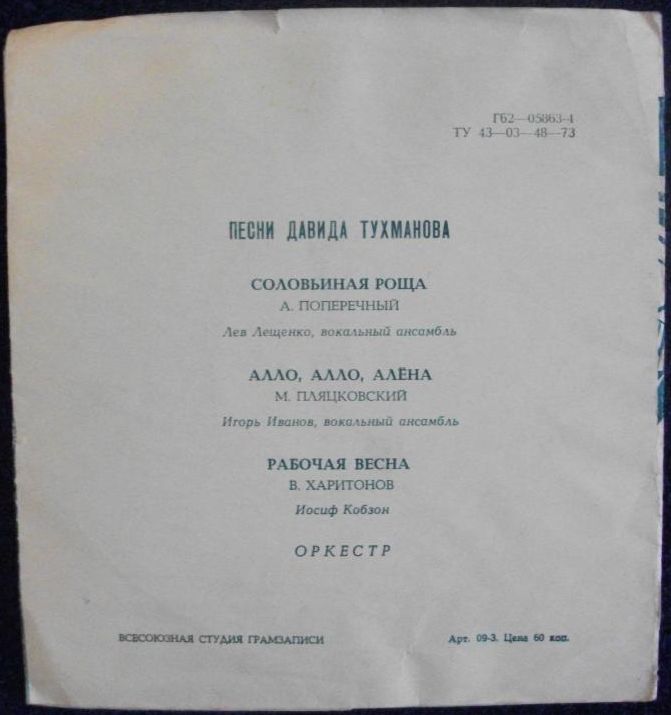 Г62—05863-4
ТУ 43—03—48—73
ПЕСНИ ДАВИДА ТУХМАНОВА
СОЛОВЬИНАЯ РОЩА
А. ПОПЕРЕЧНЫЙ
Лев Лещенко, вокальный ансамбль
АЛЛО, АЛЛО, АЛЁНА
М. ПЛЯЦКОВСКИЙ
Игорь Иванов, вокальный ансамбль
РАБОЧАЯ ВЕСНА
В. ХАРИТОНОВ
Иосиф Кобзон
ОРКЕСТР
ВСЕСОЮЗНАЯ СТУДИЯ ГРАМЗАПИСИ
Арт. 09-3. Цена 60 коп.